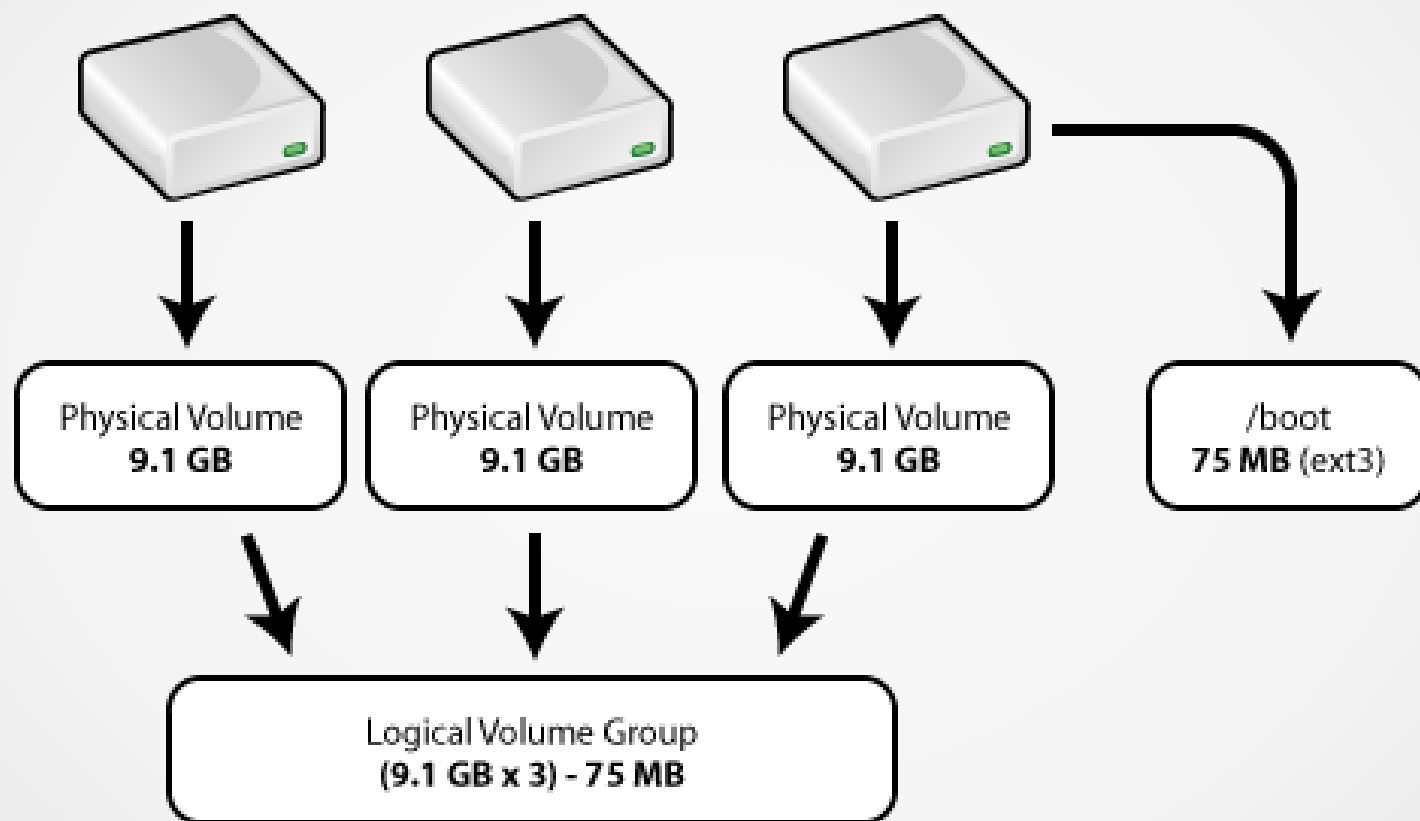 Physical Volume
9.1 GB
Physical Volume
9.1 GB
Physical Volume
9.1 GB
/boot
75 MB (ext3)
Logical Volume Group
(9.1 GB x 3) - 75 MB